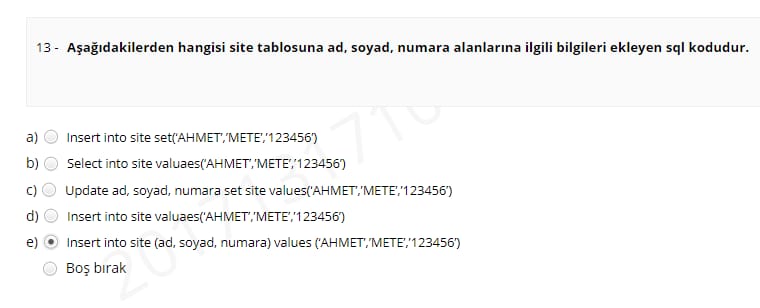 13 - Aşağıdakilerden hangisi site tablosuna ad, soyad, numara alanlarına ilgili bilgileri ekleyen sql kodudur.
a) Insert into site set('AHMET','METE','123456')
b) Select into site valuaes('AHMET','METE','123456')
c) Update ad, soyad, numara set site values('AHMET','METE','123456')
d) Insert into site valuaes('AHMET','METE','123456')
e) Insert into site (ad, soyad, numara) values ('AHMET','METE','123456')
Boş bırak